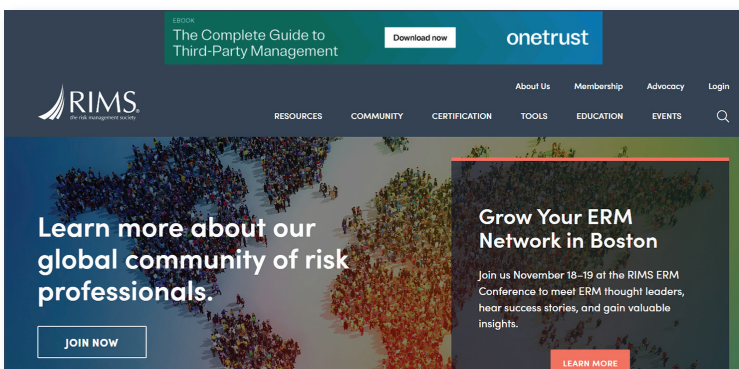 EBOOK
The Complete Guide to
Third-Party Management
Download now
onetrust
About Us Membership Advocacy Login
RIMS®
the risk management society
RESOURCES COMMUNITY CERTIFICATION TOOLS EDUCATION EVENTS
Learn more about our
global community of risk
professionals.
JOIN NOW
Grow Your ERM
Network in Boston
Join us November 18–19 at the RIMS ERM
Conference to meet ERM thought leaders,
hear success stories, and gain valuable
insights.
LEARN MORE